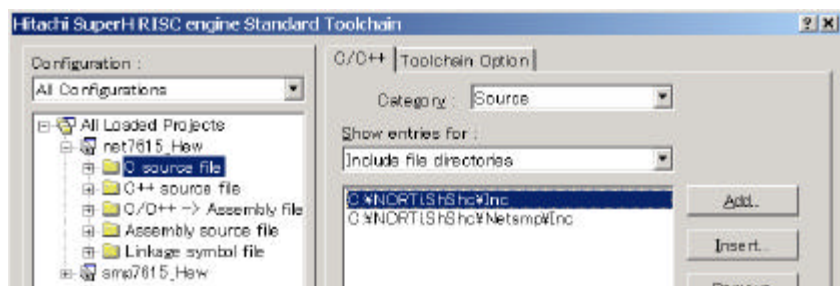 Hitachi SuperH RISC engine Standard Toolchain
Configuration :
All Configurations
All Loaded Projects
net7615_Hew
C source file
C++ source file
C/C++ -> Assembly file
Assembly source file
Linkage symbol file
smp7615_Hew
C/C++
Toolchain Option
Category :
Source
Show entries for :
Include file directories
C:¥NORTi¥ShShc¥Inc
C:¥NORTi¥ShShc¥Netsmp¥Inc
Add..
Insert..